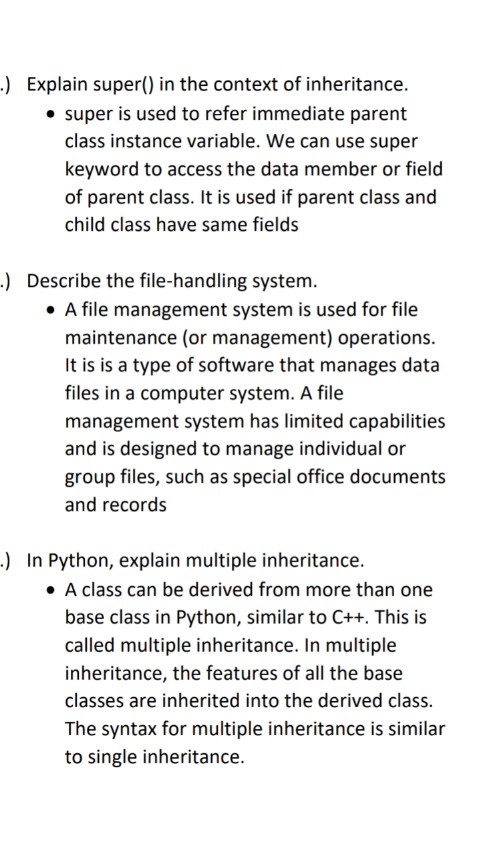 .) Explain super() in the context of inheritance.
• super is used to refer immediate parent
class instance variable. We can use super
keyword to access the data member or field
of parent class. It is used if parent class and
child class have same fields
.) Describe the file-handling system.
• A file management system is used for file
maintenance (or management) operations.
It is is a type of software that manages data
files in a computer system. A file
management system has limited capabilities
and is designed to manage individual or
group files, such as special office documents
and records
.) In Python, explain multiple inheritance.
• A class can be derived from more than one
base class in Python, similar to C++. This is
called multiple inheritance. In multiple
inheritance, the features of all the base
classes are inherited into the derived class.
The syntax for multiple inheritance is similar
to single inheritance.